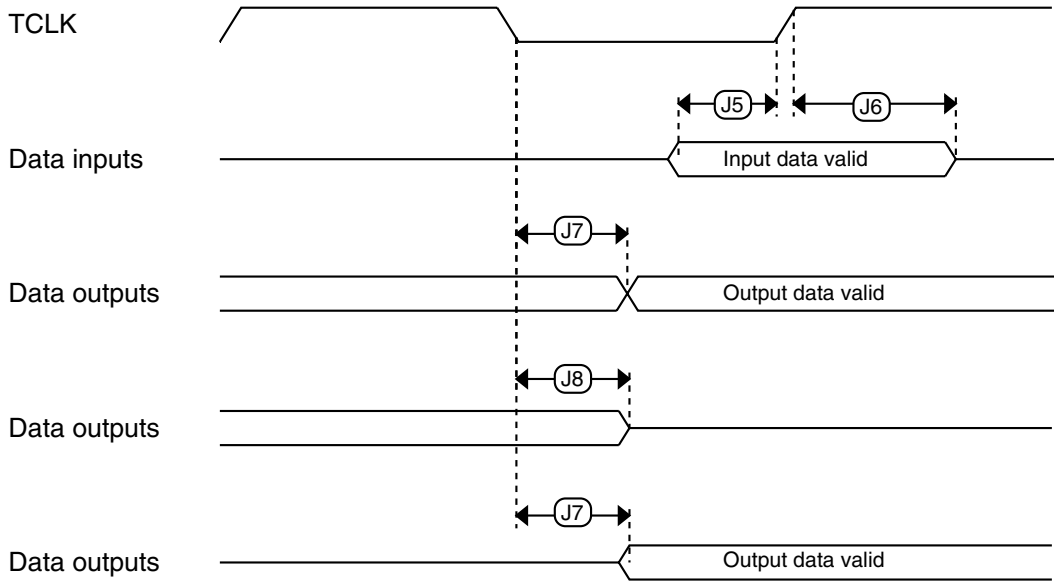 TCLK
J5
J6
Data inputs
Input data valid
J7
Data outputs
Output data valid
J8
Data outputs
J7
Data outputs
Output data valid